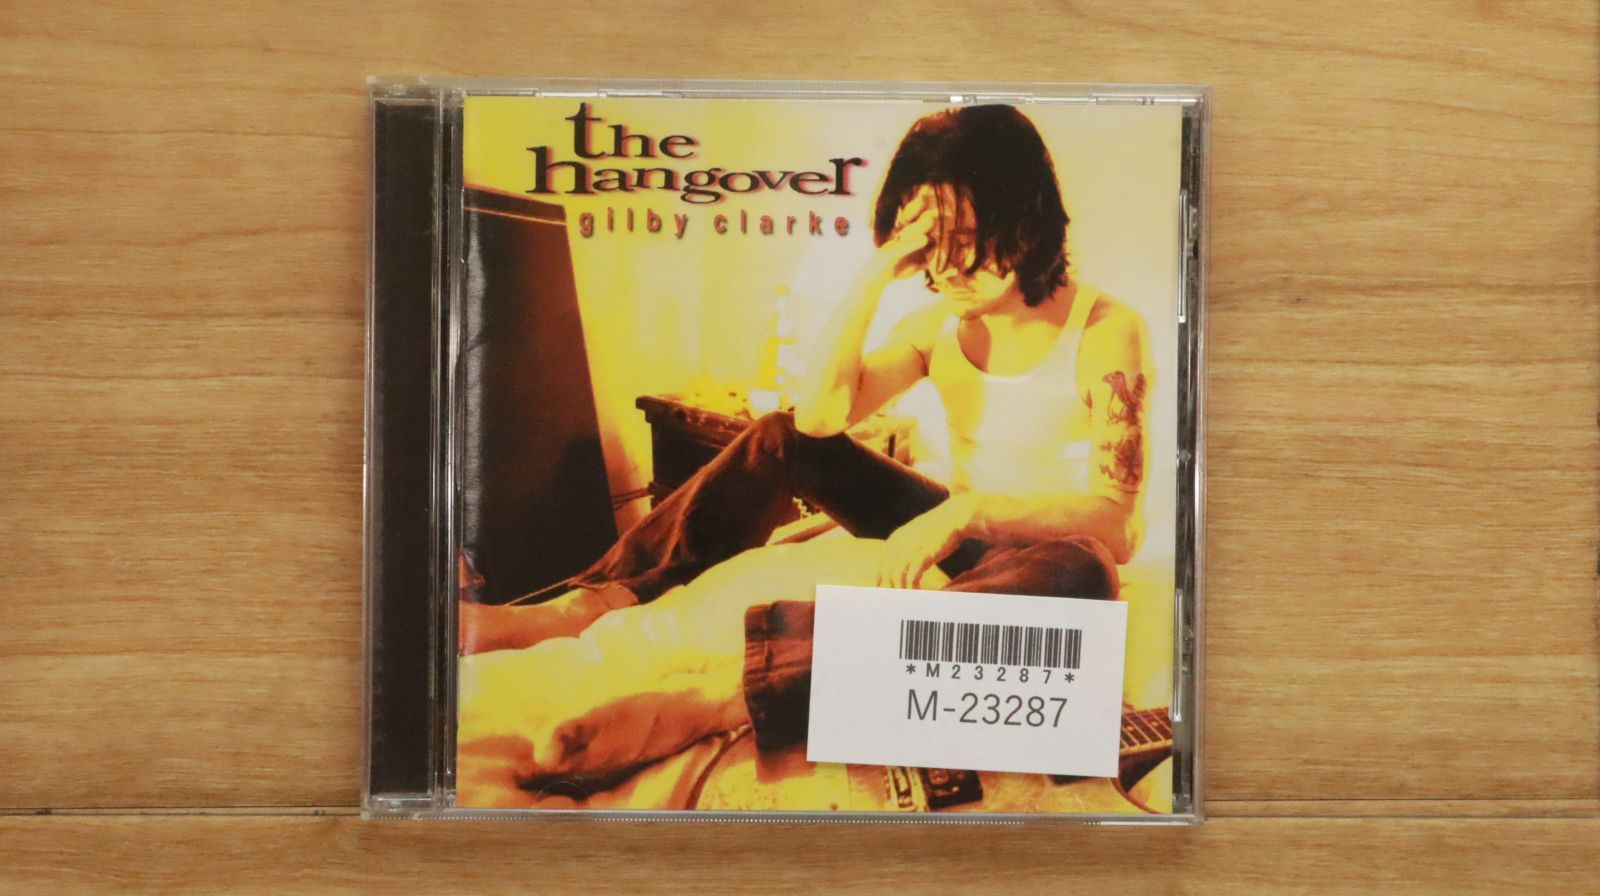 the
hangover
gilby clarke
*M23287*
M-23287